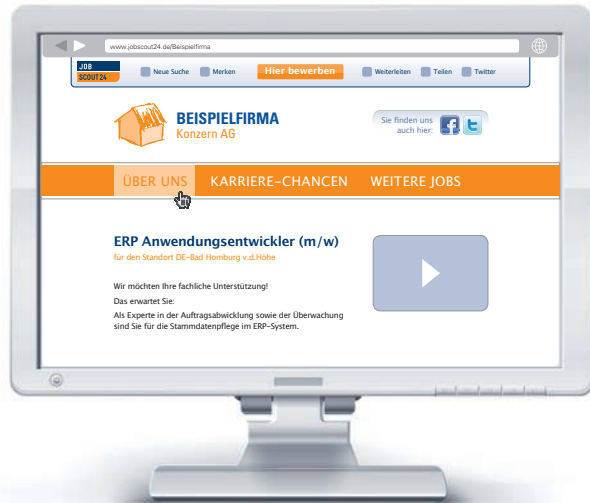 www.jobscout24.de/Beispielfirma
JOB
SCOUT24
Neue Suche Merken Hier bewerben Weiterleiten Teilen Twitter
BEISPIELFIRMA
Konzern AG
Sie finden uns
auch hier:
ÜBER UNS KARRIERE-CHANCEN WEITERE JOBS
ERP Anwendungsentwickler (m/w)
für den Standort DE-Bad Homburg v.d.Höhe
Wir möchten Ihre fachliche Unterstützung!
Das erwartet Sie:
Als Experte in der Auftragsabwicklung sowie der Überwachung
sind Sie für die Stammdatenpflege im ERP-System.